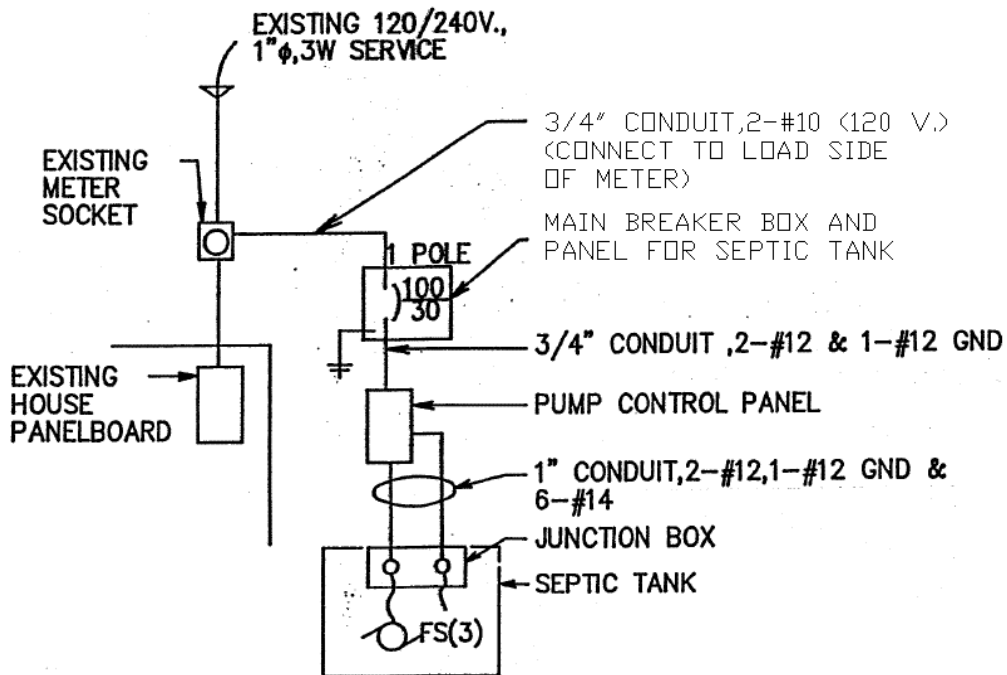 EXISTING 120/240V.,
1"ϕ,3W SERVICE
3/4" CONDUIT,2-#10 (120 V.)
(CONNECT TO LOAD SIDE
OF METER)
EXISTING
METER
SOCKET
MAIN BREAKER BOX AND
PANEL FOR SEPTIC TANK
1 POLE
100
30
3/4" CONDUIT ,2-#12 & 1-#12 GND
EXISTING
HOUSE
PANELBOARD
PUMP CONTROL PANEL
1" CONDUIT,2-#12,1-#12 GND &
6-#14
JUNCTION BOX
SEPTIC TANK
FS(3)